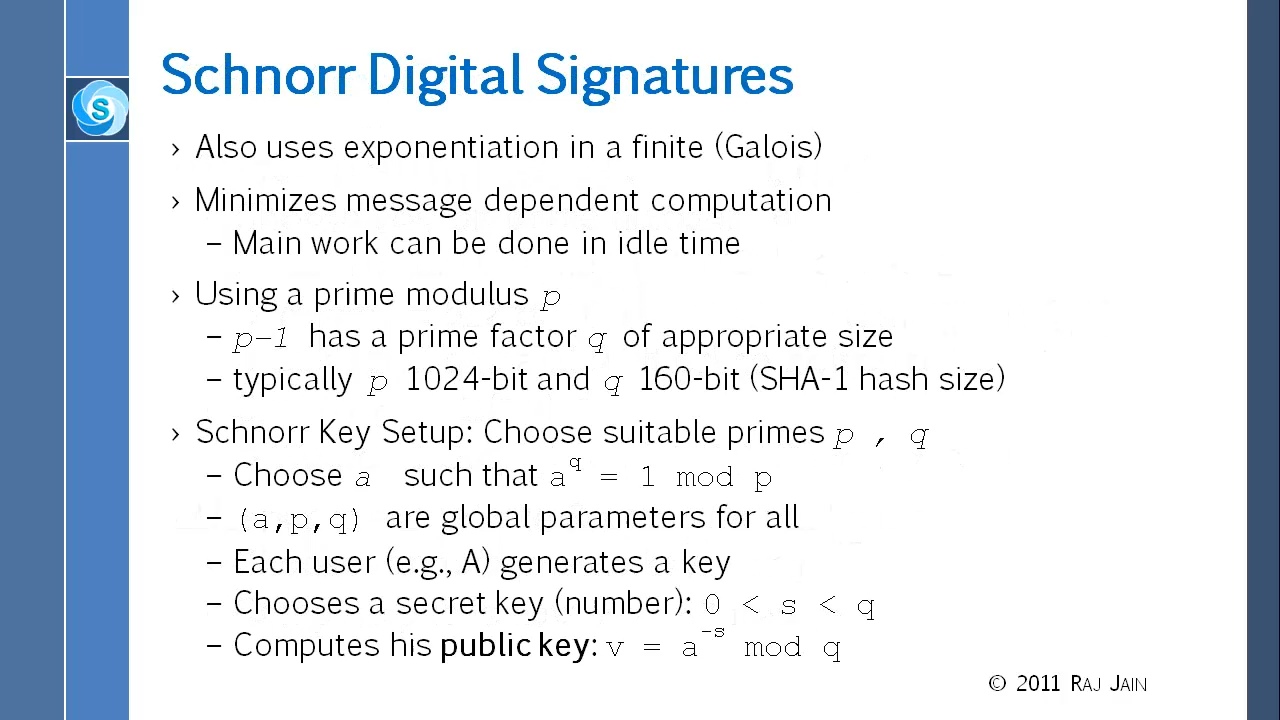 Schnorr Digital Signatures
S
› Also uses exponentiation in a finite (Galois)
› Minimizes message dependent computation
– Main work can be done in idle time
› Using a prime modulus p
– p-1 has a prime factor q of appropriate size
– typically p 1024-bit and q 160-bit (SHA-1 hash size)
› Schnorr Key Setup: Choose suitable primes p , q
– Choose a such that a^q = 1 mod p
– (a,p,q) are global parameters for all
– Each user (e.g., A) generates a key
– Chooses a secret key (number): 0 < s < q
– Computes his public key: v = a^-s mod q
© 2011 RAJ JAIN